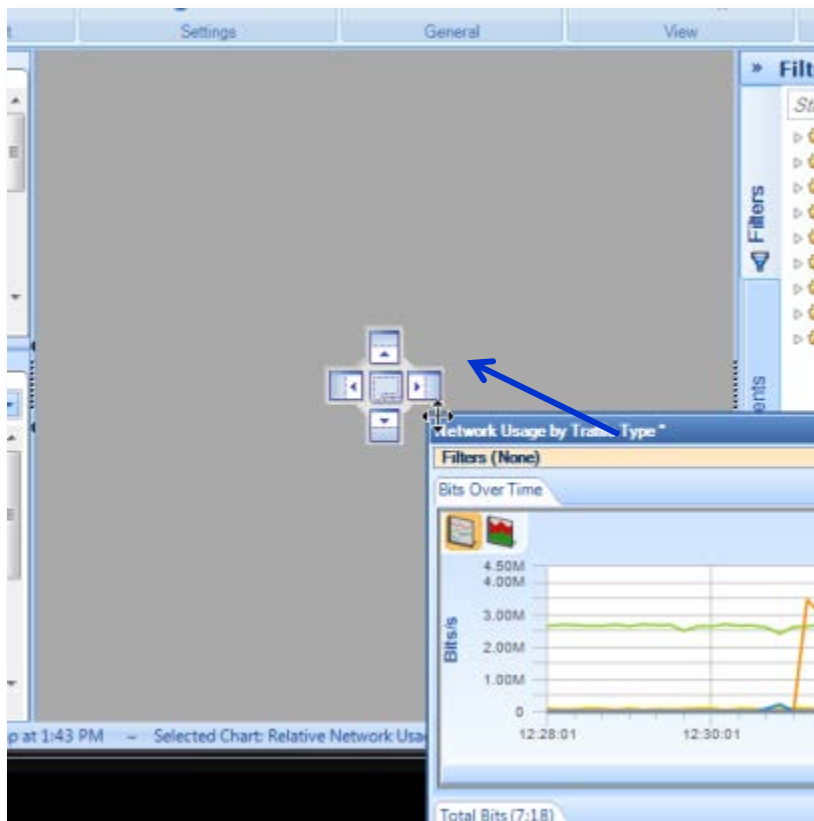 Settings
General
View
Filt
St
Filters
ents
Network Usage by Traffic Type *
Filters (None)
Bits Over Time
4.50M
4.00M
3.00M
2.00M
1.00M
0
Bits/s
12:28:01
12:30:01
p at 1:43 PM – Selected Chart: Relative Network Usa
Total Bits (7:18)